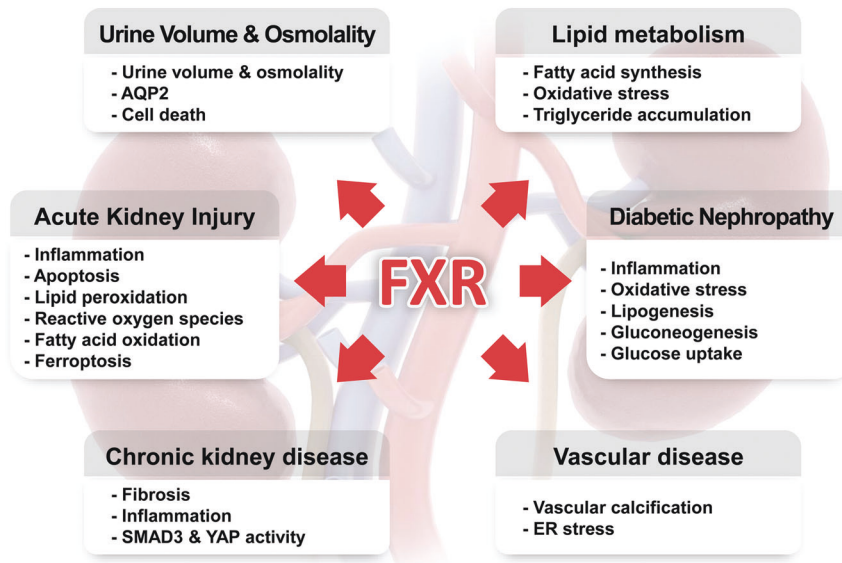 Urine Volume & Osmolality
- Urine volume & osmolality
- AQP2
- Cell death
Lipid metabolism
- Fatty acid synthesis
- Oxidative stress
- Triglyceride accumulation
Acute Kidney Injury
- Inflammation
- Apoptosis
- Lipid peroxidation
- Reactive oxygen species
- Fatty acid oxidation
- Ferroptosis
FXR
Diabetic Nephropathy
- Inflammation
- Oxidative stress
- Lipogenesis
- Gluconeogenesis
- Glucose uptake
Chronic kidney disease
- Fibrosis
- Inflammation
- SMAD3 & YAP activity
Vascular disease
- Vascular calcification
- ER stress